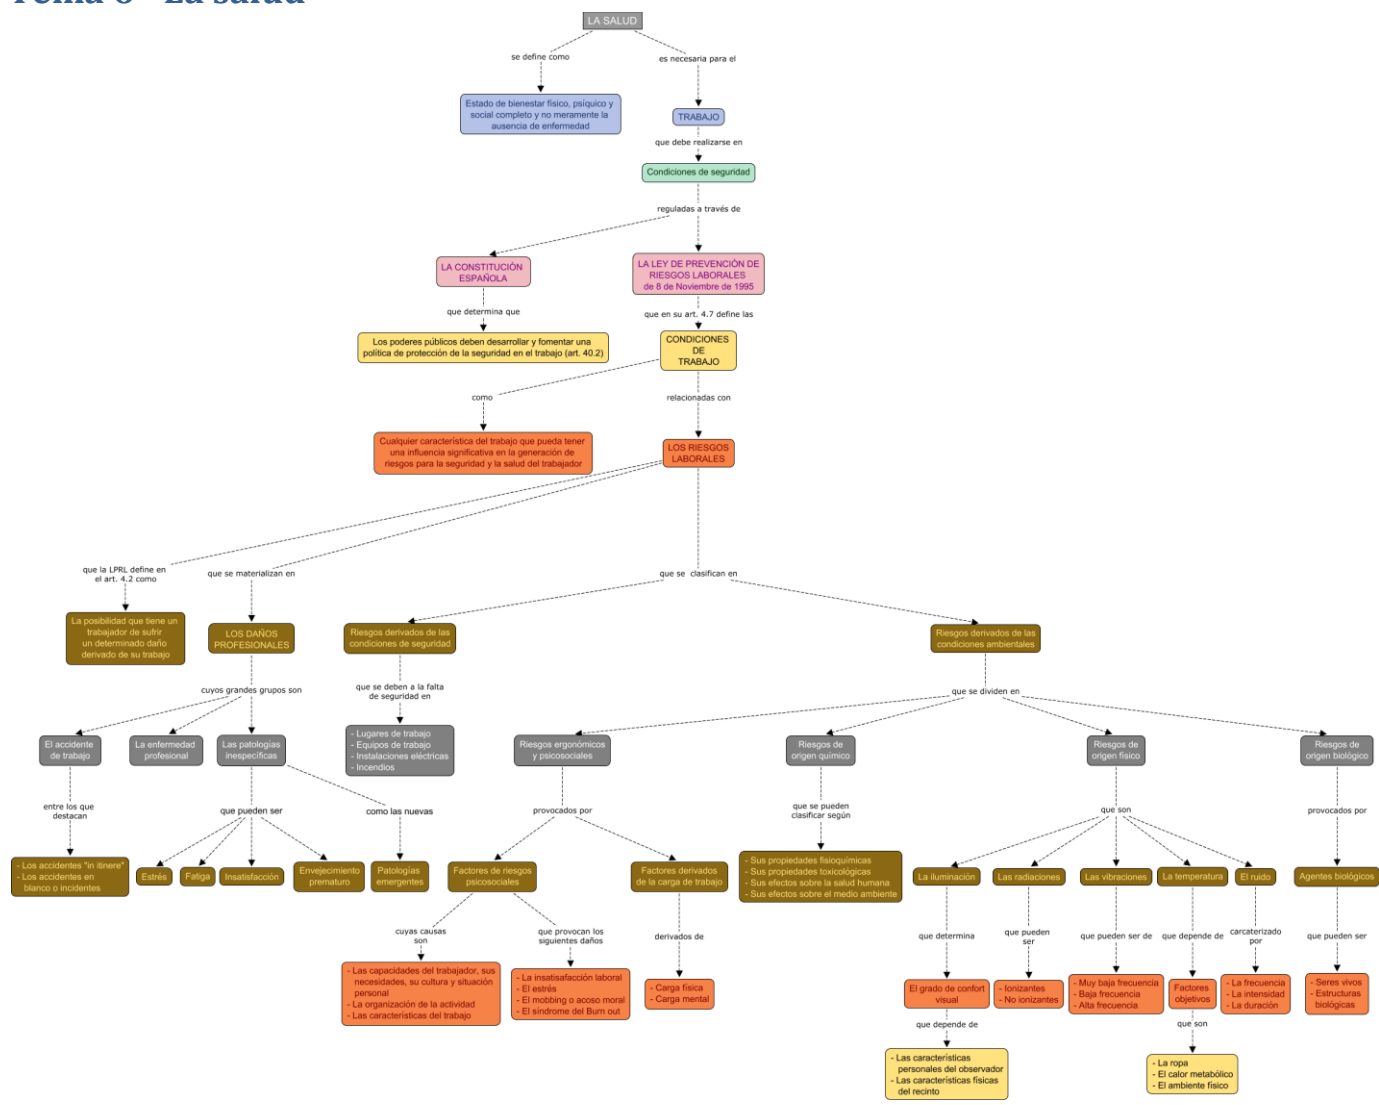 LA SALUD
se define como
es necesaria para el
Estado de bienestar físico, psíquico y
social completo y no meramente la
ausencia de enfermedad
TRABAJO
que debe realizarse en
Condiciones de seguridad
reguladas a través de
LA CONSTITUCIÓN
ESPAÑOLA
LA LEY DE PREVENCIÓN DE
RIESGOS LABORALES
de 8 de Noviembre de 1995
que determina que
que en su art. 4.7 define las
Los poderes públicos deben desarrollar y fomentar una
política de protección de la seguridad en el trabajo (art. 40.2)
CONDICIONES
DE
TRABAJO
como
relacionadas con
Cualquier característica del trabajo que pueda tener
una influencia significativa en la generación de
riesgos para la seguridad y la salud del trabajador
LOS RIESGOS
LABORALES
que la LPRL define en
el art. 4.2 como
que se materializan en
que se clasifican en
La posibilidad que tiene un
trabajador de sufrir
un determinado daño
derivado de su trabajo
LOS DAÑOS
PROFESIONALES
Riesgos derivados de las
condiciones de seguridad
Riesgos derivados de las
condiciones ambientales
cuyos grandes grupos son
que se deben a la falta
de seguridad en
que se dividen en
El accidente
de trabajo
La enfermedad
profesional
Las patologías
inespecíficas
- Lugares de trabajo
- Equipos de trabajo
- Instalaciones eléctricas
- Incendios
Riesgos ergonómicos
y psicosociales
Riesgos de
origen químico
Riesgos de
origen físico
Riesgos de
origen biológico
entre los que
destacan
que pueden ser
como las nuevas
provocados por
que se pueden
clasificar según
que son
provocados por
- Los accidentes "in itinere"
- Los accidentes en
blanco o incidentes
Estrés
Fatiga
Insatisfacción
Envejecimiento
prematuro
Patologías
emergentes
Factores de riesgos
psicosociales
Factores derivados
de la carga de trabajo
- Sus propiedades fisioquímicas
- Sus propiedades toxicológicas
- Sus efectos sobre la salud humana
- Sus efectos sobre el medio ambiente
La iluminación
Las radiaciones
Las vibraciones
La temperatura
El ruido
Agentes biológicos
cuyas causas
son
que provocan los
siguientes daños
derivados de
que determina
que pueden
ser
que pueden ser de
que depende de
carcaterizado
por
que pueden ser
- Las capacidades del trabajador, sus
necesidades, su cultura y situación
personal
- La organización de la actividad
- Las características del trabajo
- La insatisafacción laboral
- El estrés
- El mobbing o acoso moral
- El síndrome del Burn out
- Carga física
- Carga mental
El grado de confort
visual
- Ionizantes
- No ionizantes
- Muy baja frecuencia
- Baja frecuencia
- Alta frecuencia
Factores
objetivos
- La frecuencia
- La intensidad
- La duración
- Seres vivos
- Estructuras
biológicas
que depende de
que son
- Las características
personales del observador
- Las características físicas
del recinto
- La ropa
- El calor metabólico
- El ambiente físico